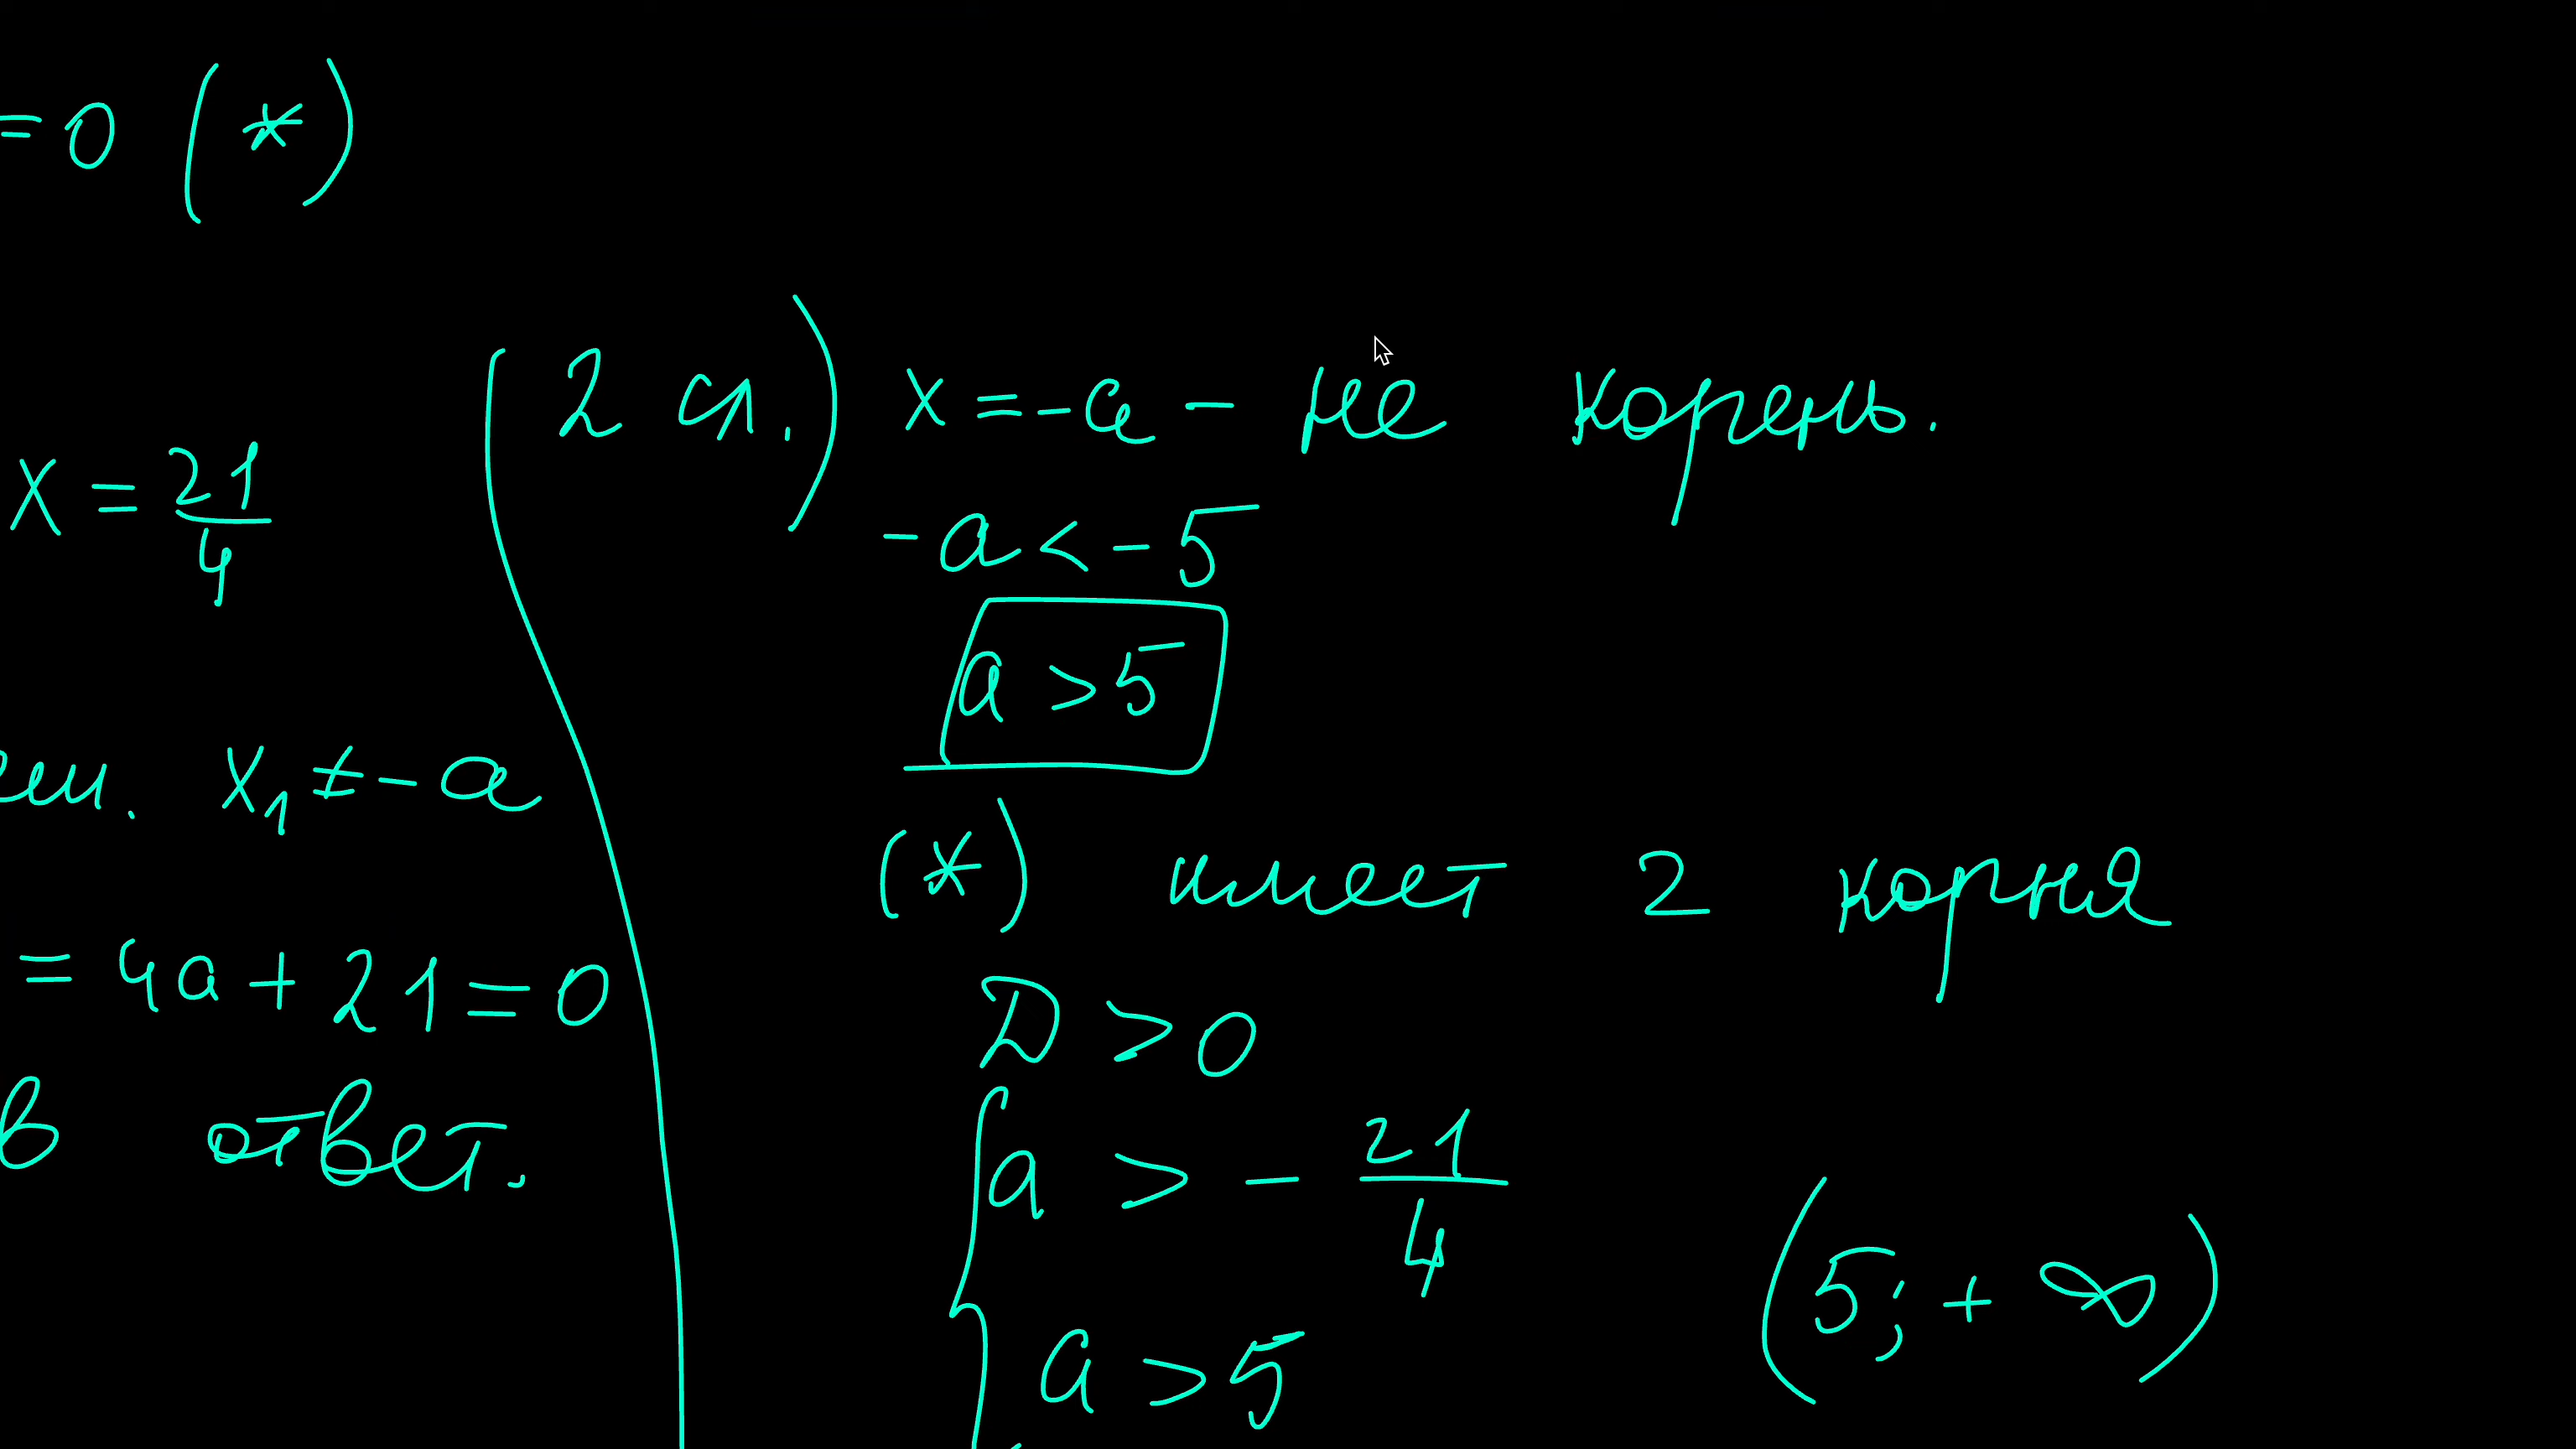 = 0 (*)
x = 21/4
ем. x₁ ≠ -a
= 4a + 21 = 0
в ответ.
(2 сл.) x = -a - не корень.
-a < -5
a > 5
(*) имеет 2 корня
D > 0
{ a > - 21/4
a > 5
(5; + ∞)